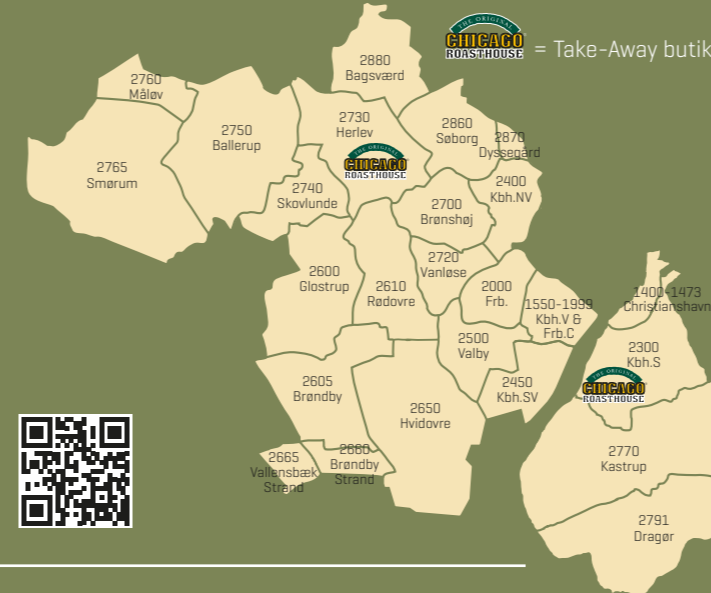 THE ORIGINAL
CHICAGO
ROASTHOUSE
= Take-Away butik
2880
Bagsværd
2760
Måløv
2750
Ballerup
2730
Herlev
THE ORIGINAL
CHICAGO
ROASTHOUSE
2860
Søborg
2870
Dyssegård
2765
Smørum
2740
Skovlunde
2400
Kbh.NV
2700
Brønshøj
2600
Glostrup
2610
Rødovre
2720
Vanløse
2000
Frb.
1550-1999
Kbh.V &
Frb.C
1400-1473
Christianshavn
2500
Valby
2300
Kbh.S
THE ORIGINAL
CHICAGO
ROASTHOUSE
2605
Brøndby
2650
Hvidovre
2450
Kbh.SV
2665
Vallensbæk
Strand
2660
Brøndby
Strand
2770
Kastrup
2791
Dragør